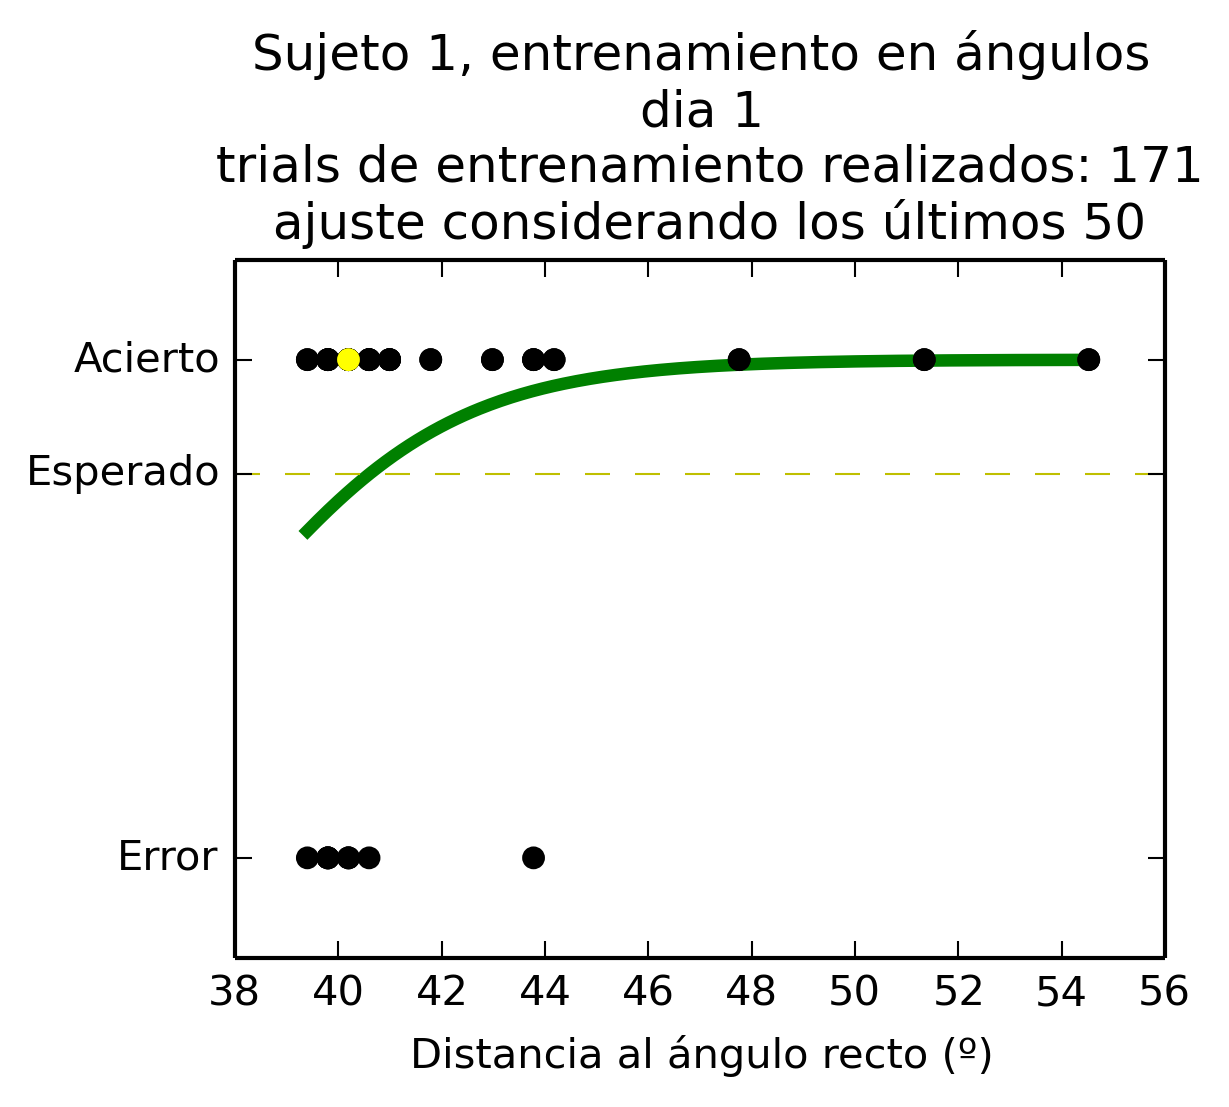 Sujeto 1, entrenamiento en ángulos
dia 1
trials de entrenamiento realizados: 171
ajuste considerando los últimos 50
Acierto
Esperado
Error
38 40 42 44 46 48 50 52 54 56
Distancia al ángulo recto (º)